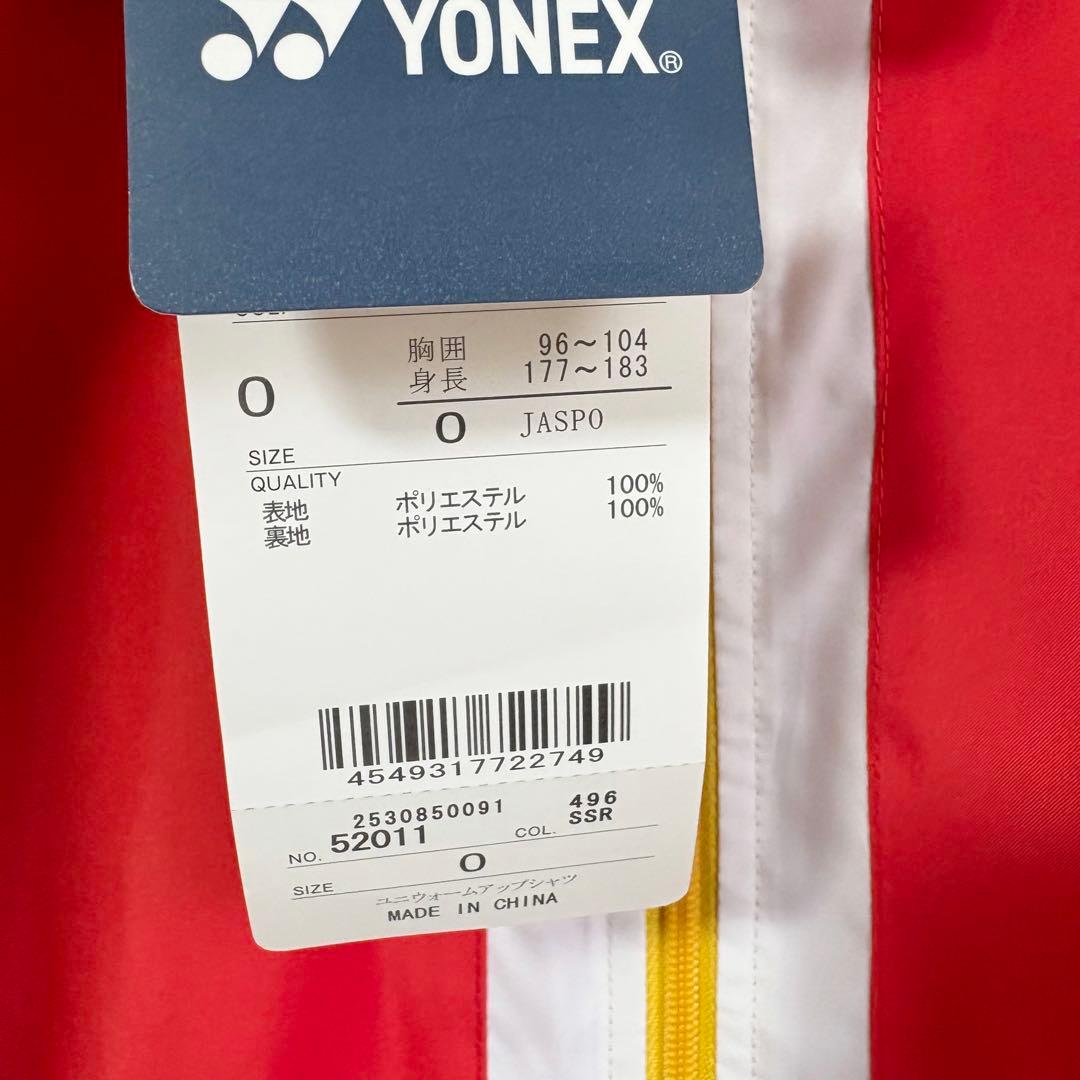 YONEX®
胸囲 96～104
身長 177～183
O
O JASPO
SIZE
QUALITY
表地 ポリエステル 100%
裏地 ポリエステル 100%
4549317722749
2530850091 496
NO. 52011 COL. SSR
SIZE O
ユニウォームアップシャツ
MADE IN CHINA